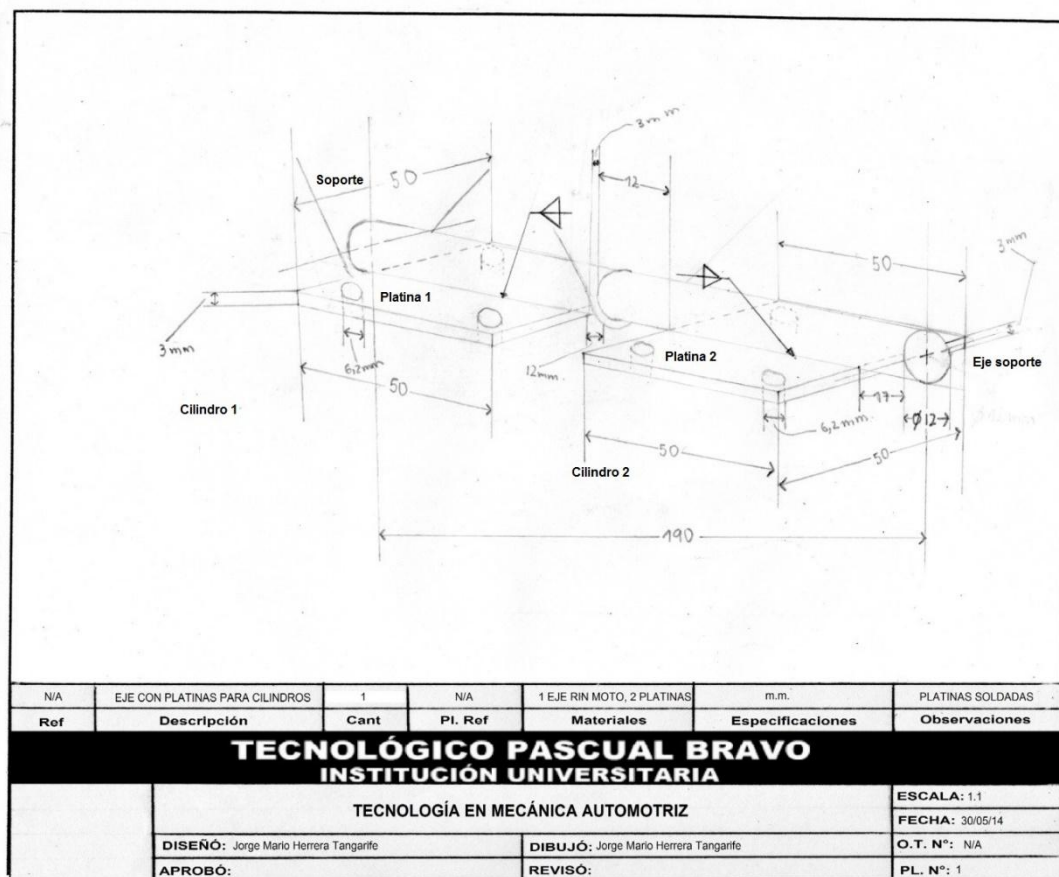 3mm
Soporte
50
12
3mm
50
Platina 1
Platina 2
Eje soporte
3mm
6,2mm
12mm.
50
17
Ø12
Cilindro 1
6,2mm.
50
50
Cilindro 2
190
N/A EJE CON PLATINAS PARA CILINDROS 1 N/A 1 EJE RIN MOTO, 2 PLATINAS m.m. PLATINAS SOLDADAS
Ref Descripción Cant Pl. Ref Materiales Especificaciones Observaciones
TECNOLÓGICO PASCUAL BRAVO
INSTITUCIÓN UNIVERSITARIA
TECNOLOGÍA EN MECÁNICA AUTOMOTRIZ
ESCALA: 1.1
FECHA: 30/05/14
DISEÑÓ: Jorge Mario Herrera Tangarife
DIBUJÓ: Jorge Mario Herrera Tangarife
O.T. N°: N/A
APROBÓ:
REVISÓ:
PL. N°: 1